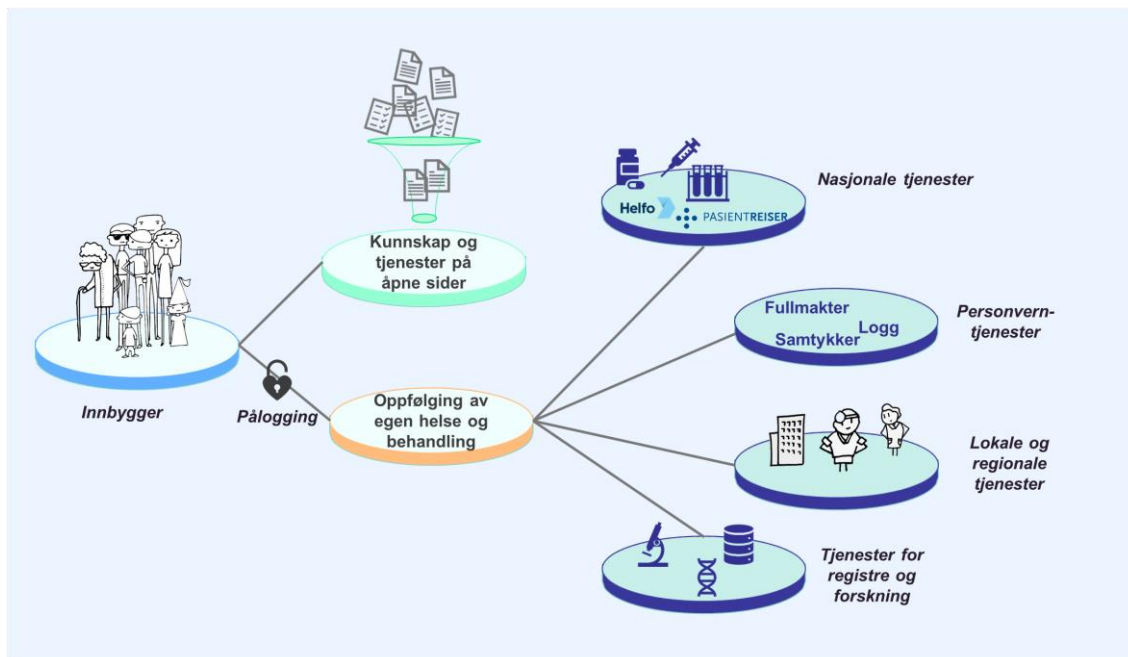 Innbygger
Pålogging
Kunnskap og
tjenester på
åpne sider
Oppfølging av
egen helse og
behandling
Helfo
PASIENTREISER
Nasjonale tjenester
Fullmakter
Logg
Samtykker
Personvern-
tjenester
Lokale og
regionale
tjenester
Tjenester for
registre og
forskning